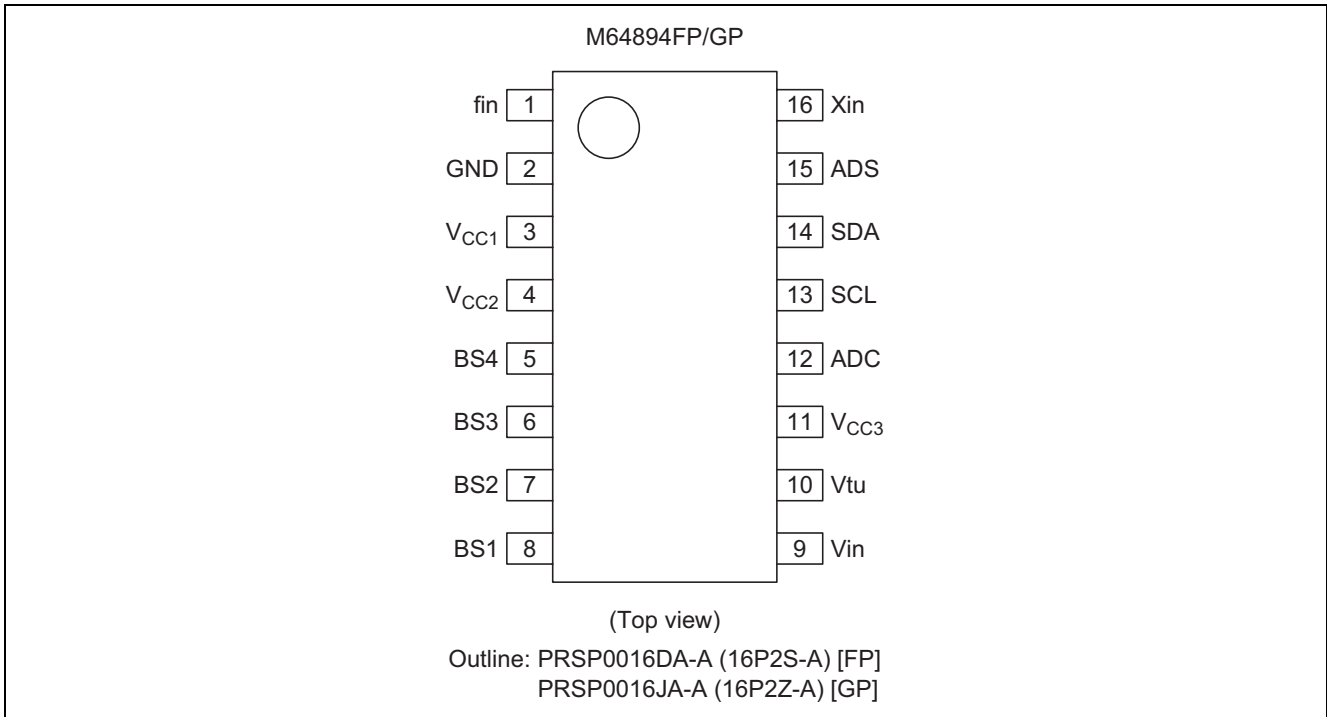 M64894FP/GP
fin 1 16 Xin
GND 2 15 ADS
VCC1 3 14 SDA
VCC2 4 13 SCL
BS4 5 12 ADC
BS3 6 11 VCC3
BS2 7 10 Vtu
BS1 8 9 Vin
(Top view)
Outline: PRSP0016DA-A (16P2S-A) [FP]
PRSP0016JA-A (16P2Z-A) [GP]